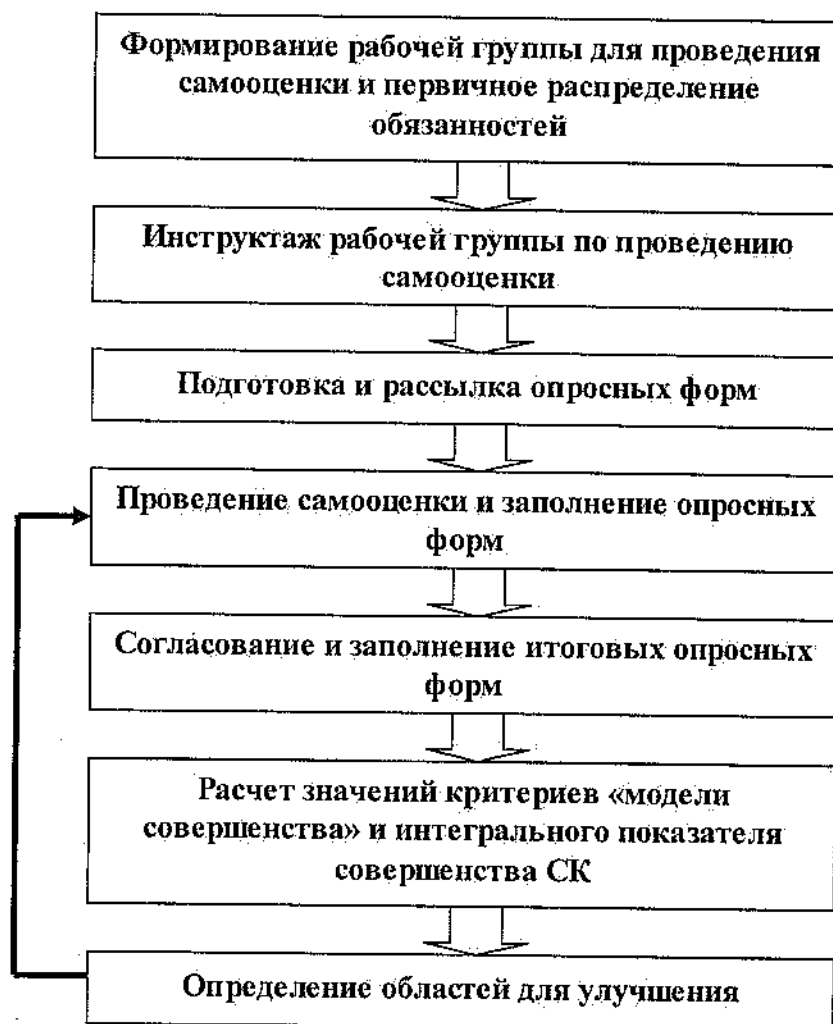 Формирование рабочей группы для проведения
самооценки и первичное распределение
обязанностей
Инструктаж рабочей группы по проведению
самооценки
Подготовка и рассылка опросных форм
Проведение самооценки и заполнение опросных
форм
Согласование и заполнение итоговых опросных
форм
Расчет значений критериев «модели
совершенства» и интегрального показателя
совершенства СК
Определение областей для улучшения